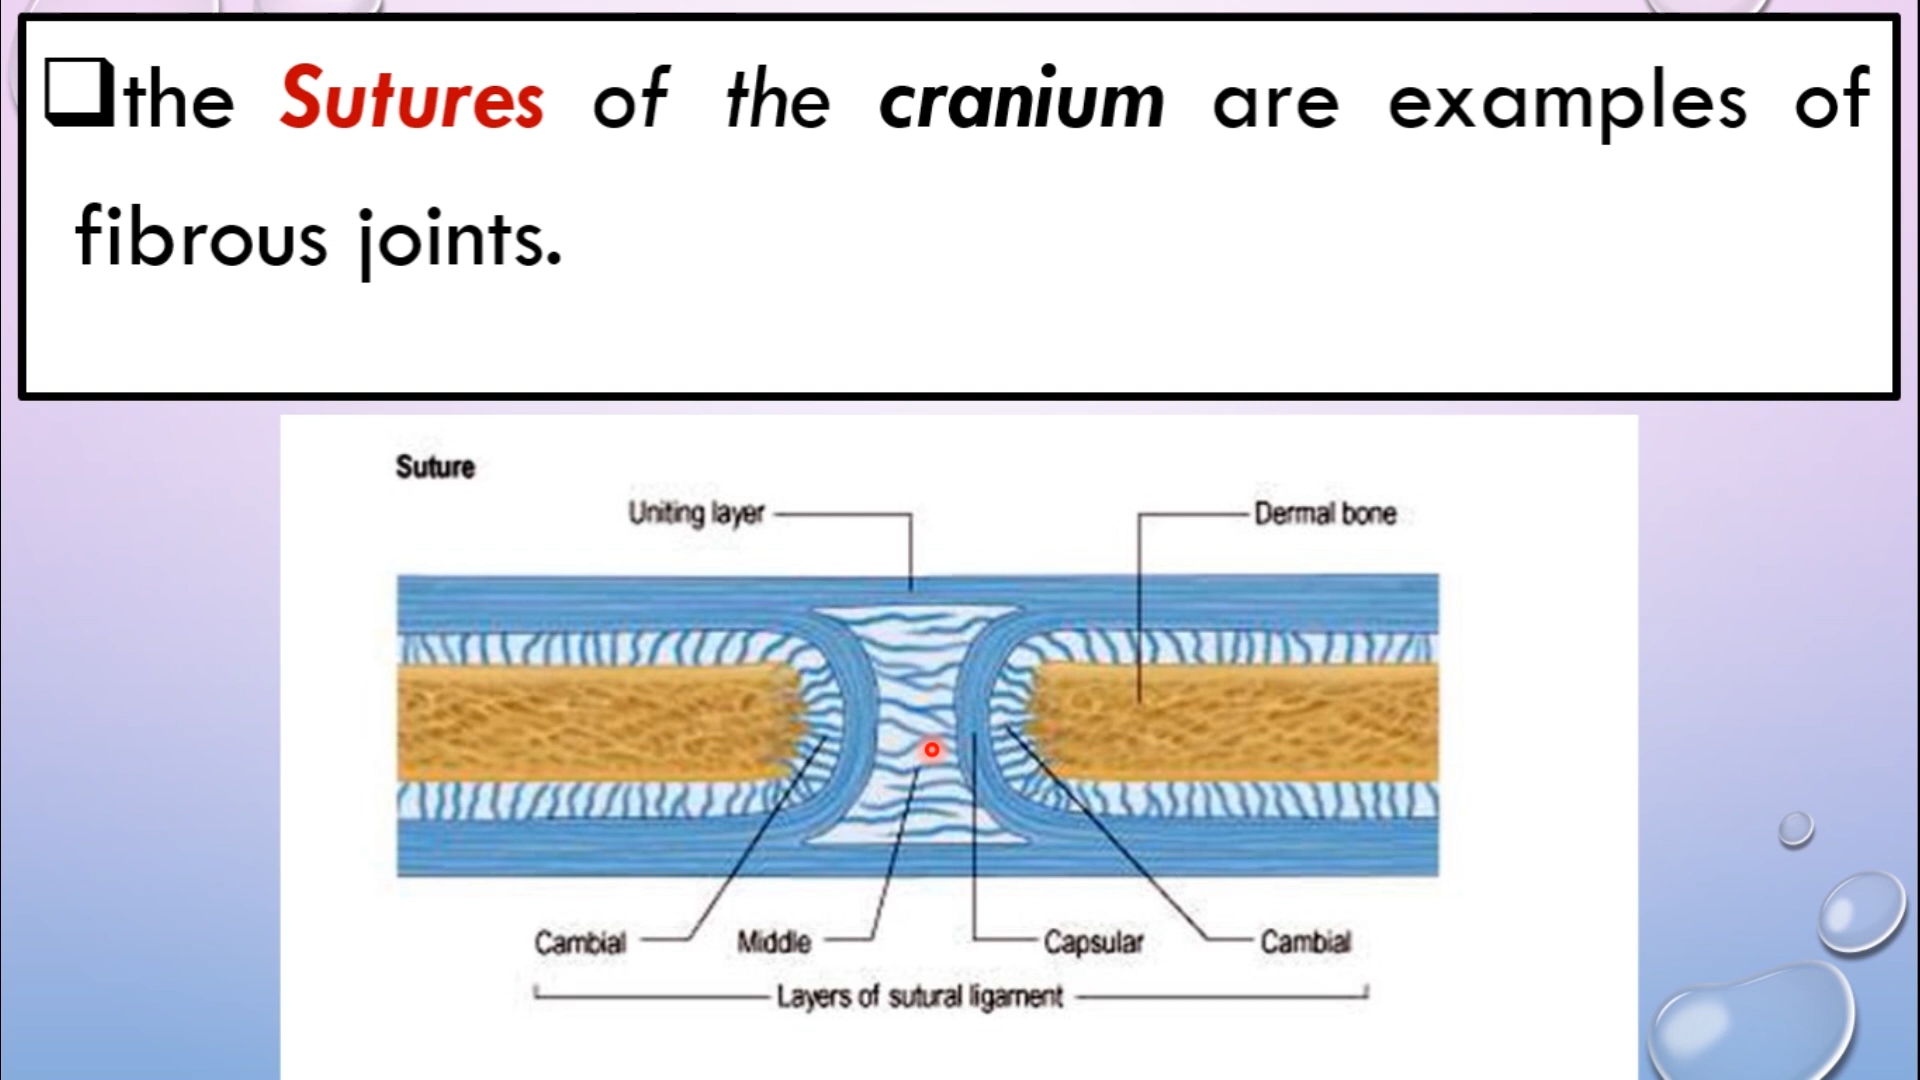 the Sutures of the cranium are examples of
fibrous joints.
Suture
Uniting layer
Dermal bone
Cambial
Middle
Capsular
Cambial
Layers of sutural ligament